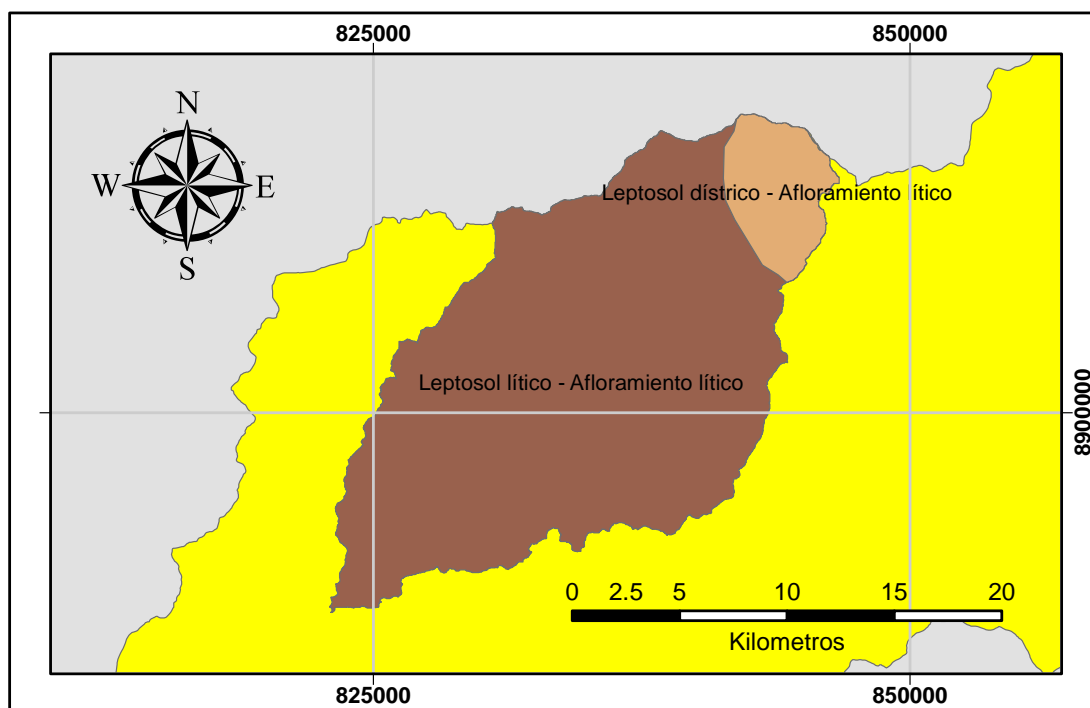 825000 850000
N
W E
S
Leptosol dístrico - Afloramiento lítico
Leptosol lítico - Afloramiento lítico
8900000
0 2.5 5 10 15 20
Kilometros
825000 850000